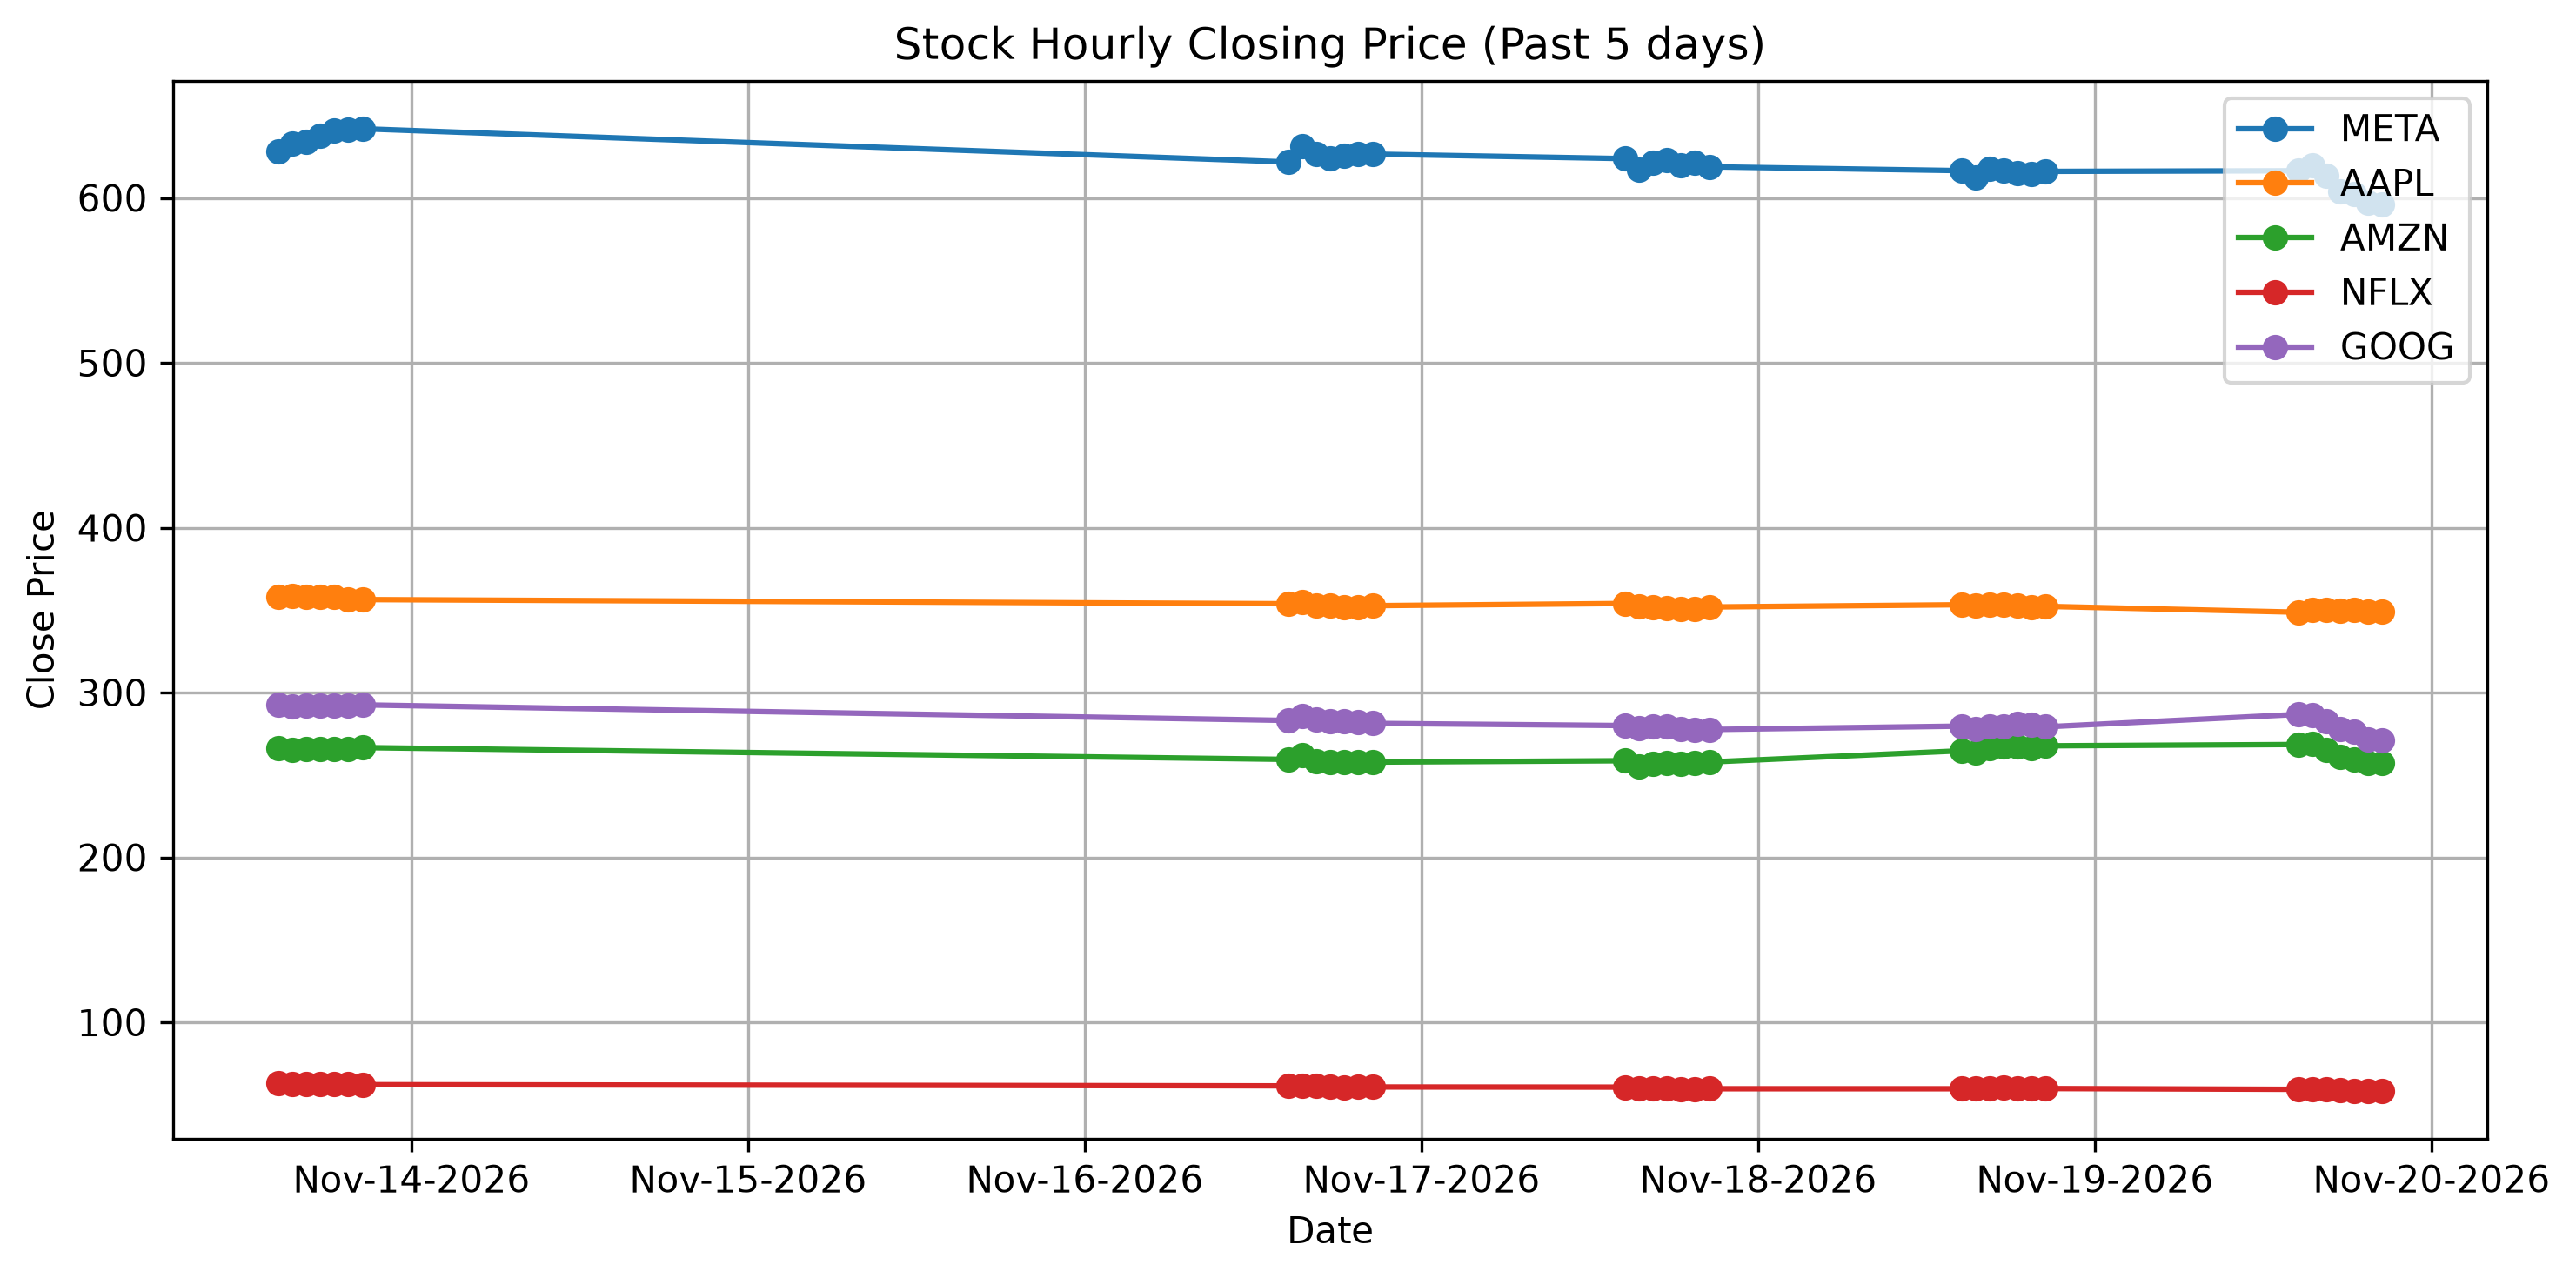 Stock Hourly Closing Price (Past 5 days)
META
AAPL
AMZN
NFLX
GOOG
Close Price
600
500
400
300
200
100
Nov-14-2026
Nov-15-2026
Nov-16-2026
Nov-17-2026
Nov-18-2026
Nov-19-2026
Nov-20-2026
Date